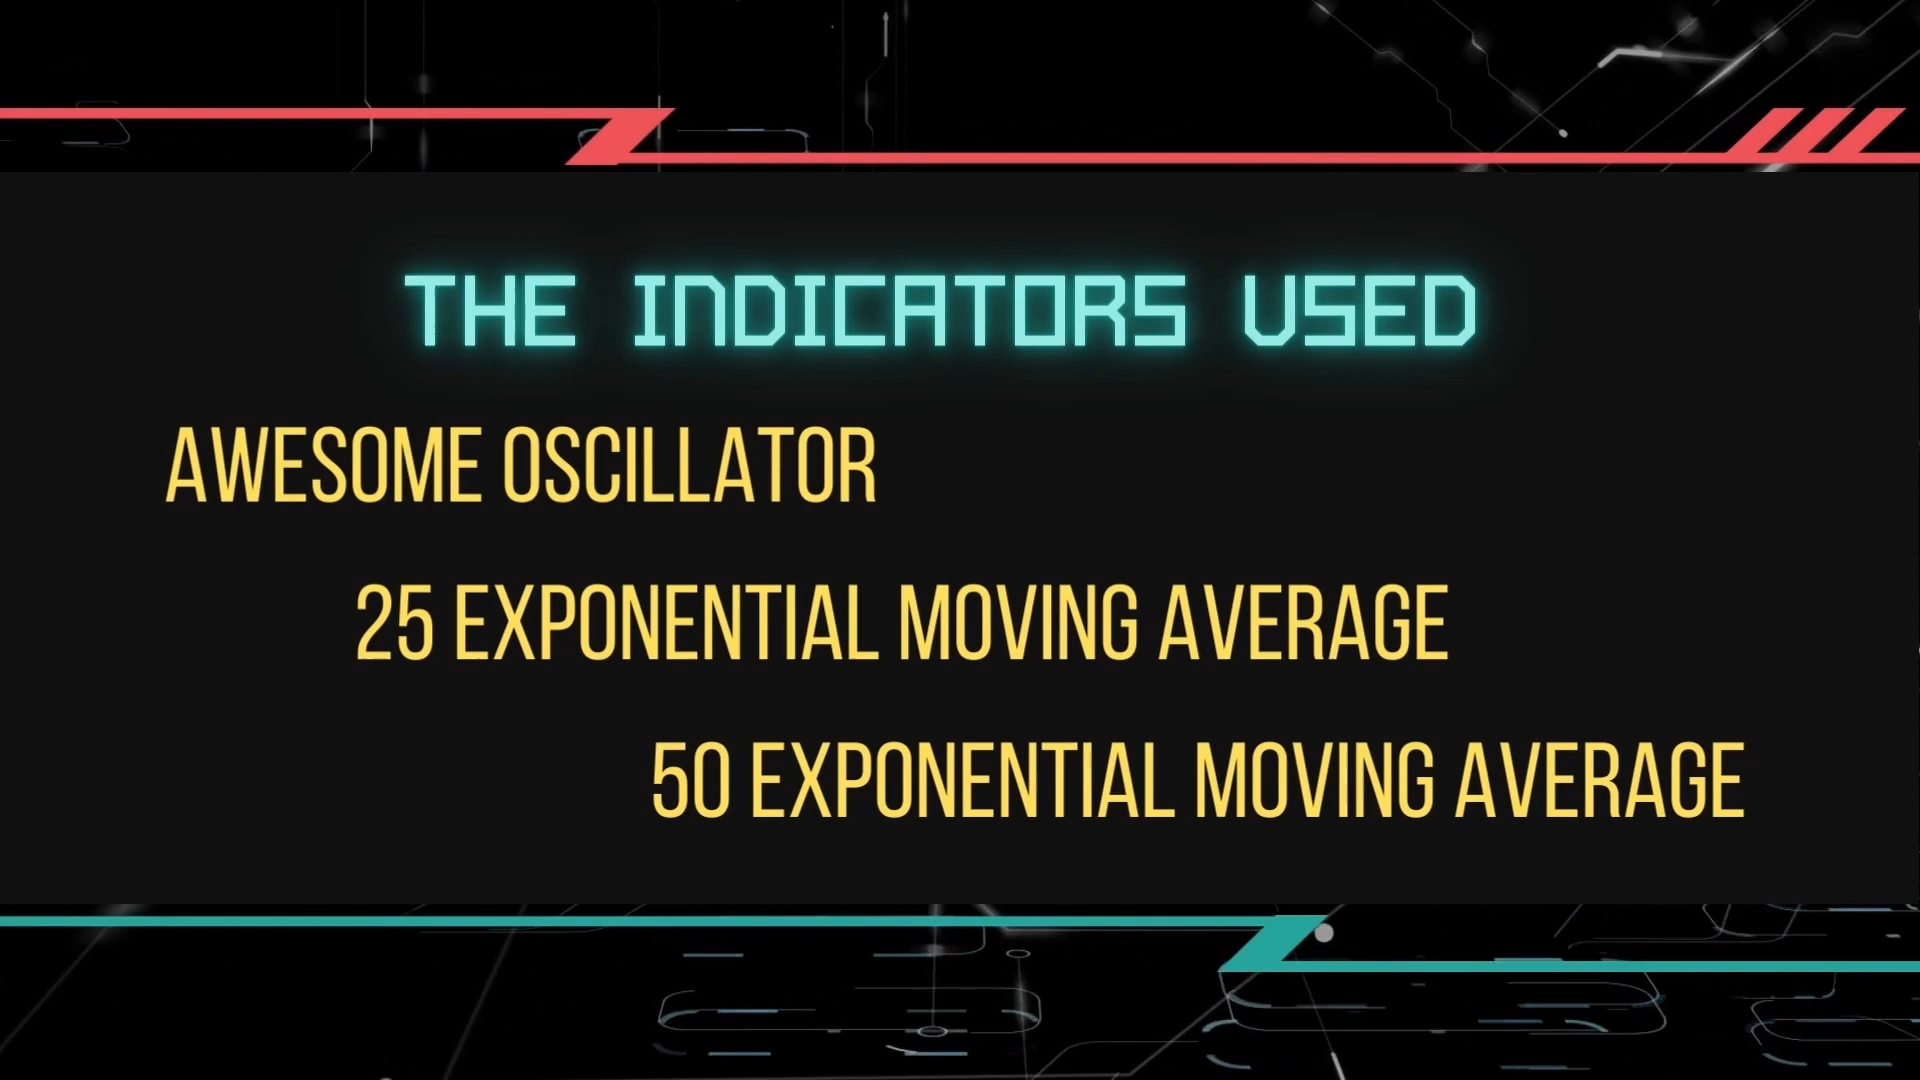 THE INDICATORS USED
AWESOME OSCILLATOR
25 EXPONENTIAL MOVING AVERAGE
50 EXPONENTIAL MOVING AVERAGE